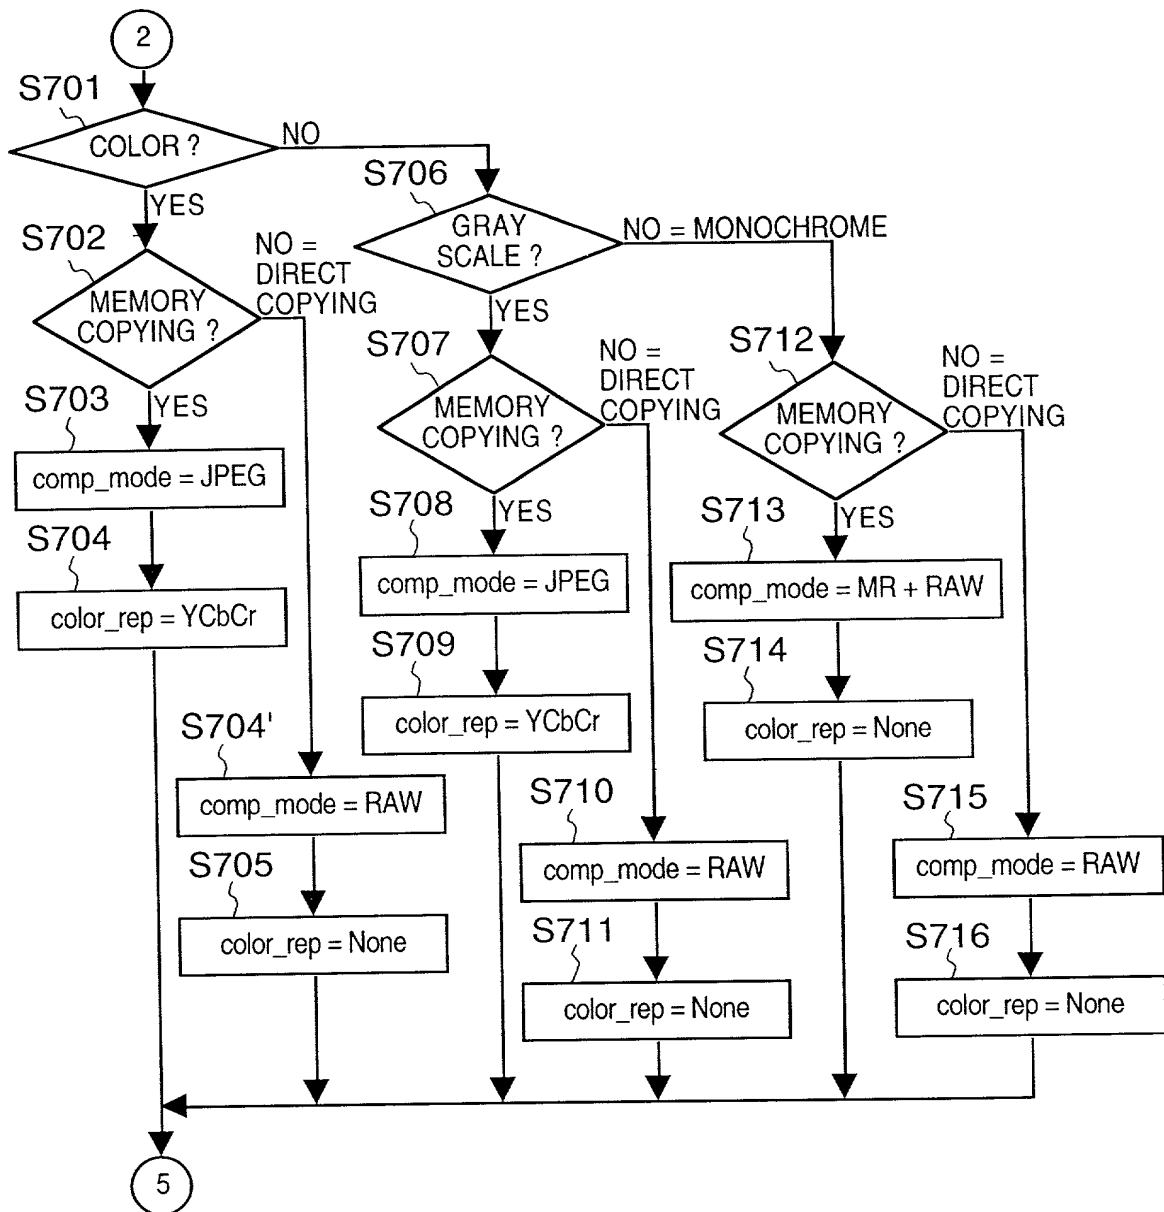 2
S701
COLOR ?
NO
YES
S702
MEMORY
COPYING ?
NO =
DIRECT
COPYING
YES
S703
comp_mode = JPEG
S704
color_rep = YCbCr
S704'
comp_mode = RAW
S705
color_rep = None
S706
GRAY
SCALE ?
NO = MONOCHROME
YES
S707
MEMORY
COPYING ?
NO =
DIRECT
COPYING
YES
S708
comp_mode = JPEG
S709
color_rep = YCbCr
S710
comp_mode = RAW
S711
color_rep = None
S712
MEMORY
COPYING ?
NO =
DIRECT
COPYING
YES
S713
comp_mode = MR + RAW
S714
color_rep = None
S715
comp_mode = RAW
S716
color_rep = None
5